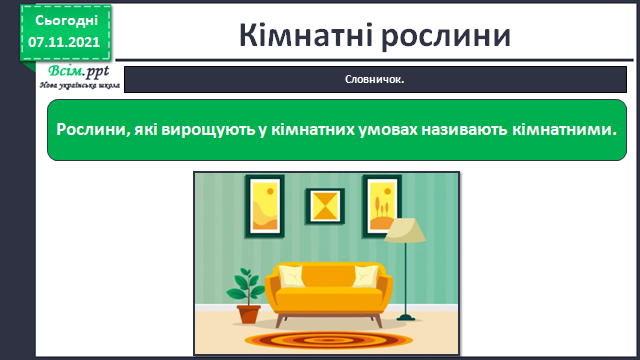 Сьогодні
07.11.2021
Кімнатні рослини
Всім.ppt
Нова українська школа
Словничок.
Рослини, які вирощують у кімнатних умовах називають кімнатними.